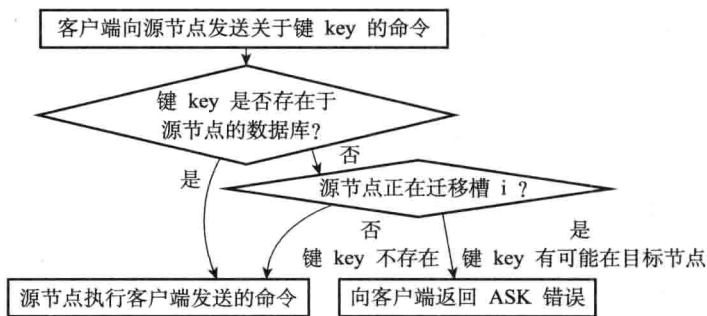 客户端向源节点发送关于键 key 的命令
键 key 是否存在于
源节点的数据库？
否
是
源节点正在迁移槽 i ？
否
是
键 key 不存在
键 key 有可能在目标节点
源节点执行客户端发送的命令
向客户端返回 ASK 错误